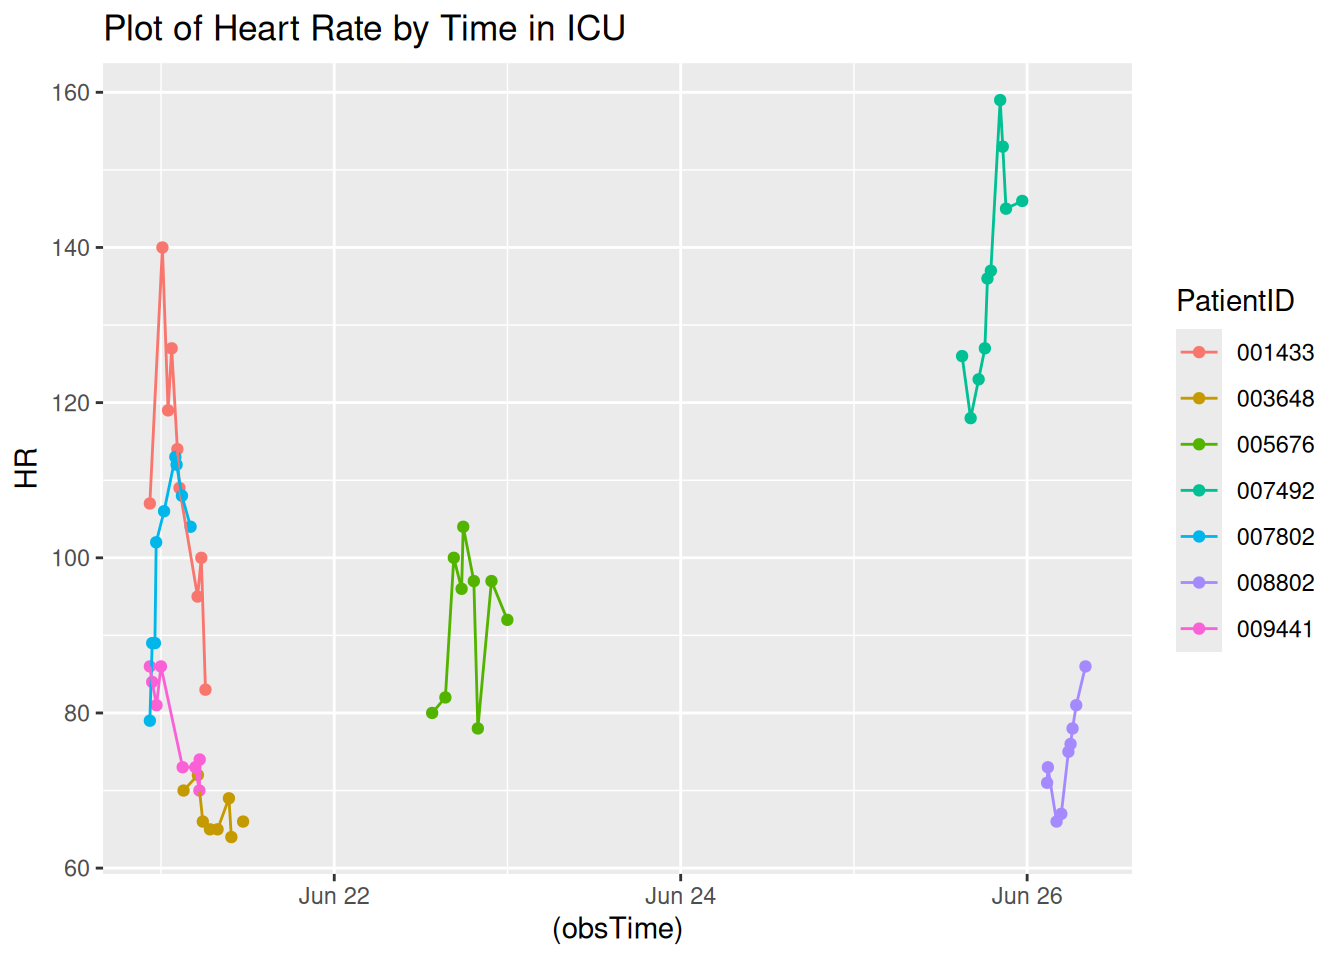 Plot of Heart Rate by Time in ICU
160
140
120
100
80
60
HR
Jun 22
Jun 24
Jun 26
(obsTime)
PatientID
001433
003648
005676
007492
007802
008802
009441